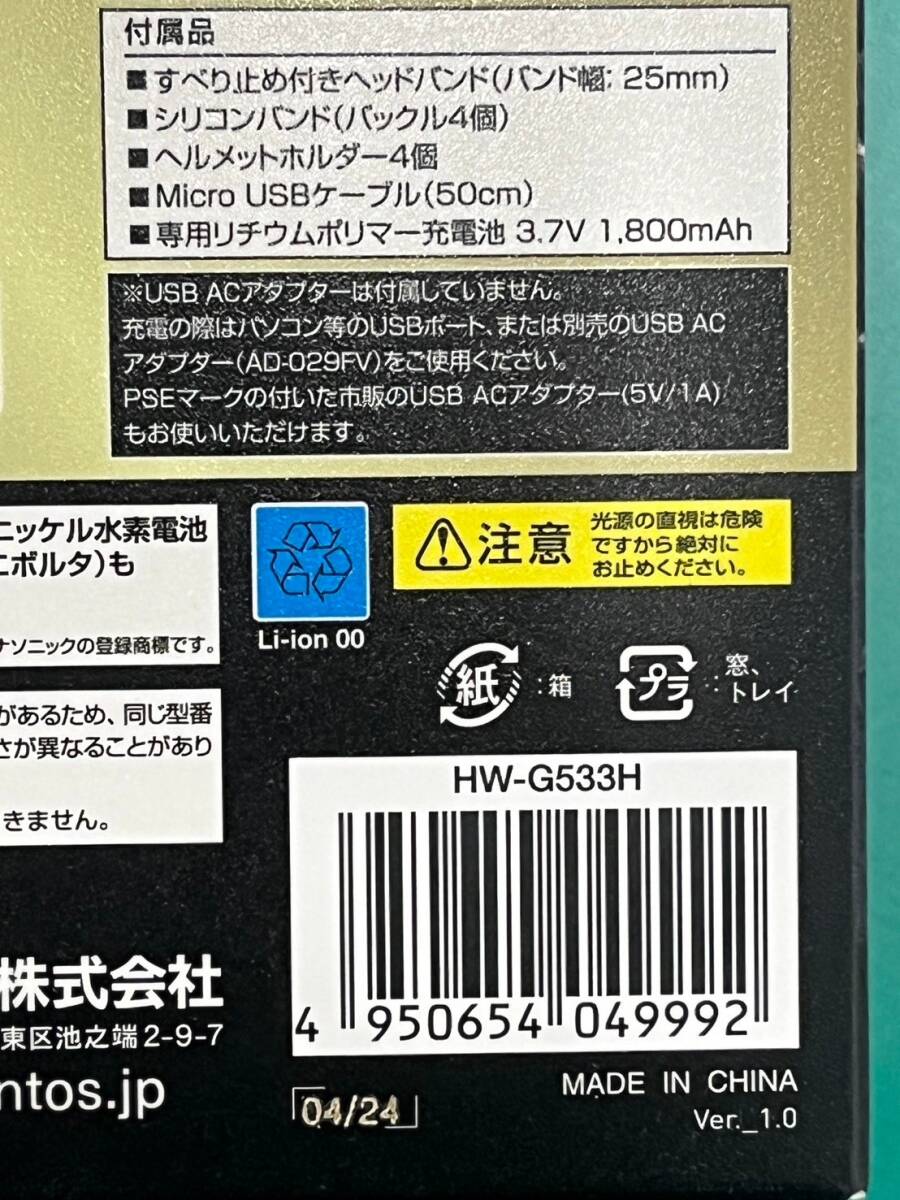 付属品
■すべり止め付きヘッドバンド(バンド幅: 25mm)
■シリコンバンド(バックル4個)
■ヘルメットホルダー4個
■Micro USBケーブル(50cm)
■専用リチウムポリマー充電池 3.7V 1,800mAh
※USB ACアダプターは付属していません。
充電の際はパソコン等のUSBポート、または別売のUSB AC
アダプター(AD-029FV)をご使用ください。
PSEマークの付いた市販のUSB ACアダプター(5V/1A)
もお使いいただけます。
ニッケル水素電池
ニボルタ)も
ナソニックの登録商標です。
Li-ion 00
注意
光源の直視は危険
ですから絶対に
お止めください。
紙
:箱
プラ
:窓、
トレイ
があるため、同じ型番
さが異なることがあり
きません。
HW-G533H
4 950654 049992
株式会社
東区池之端2-9-7
ntos.jp
04/24
MADE IN CHINA
Ver._1.0